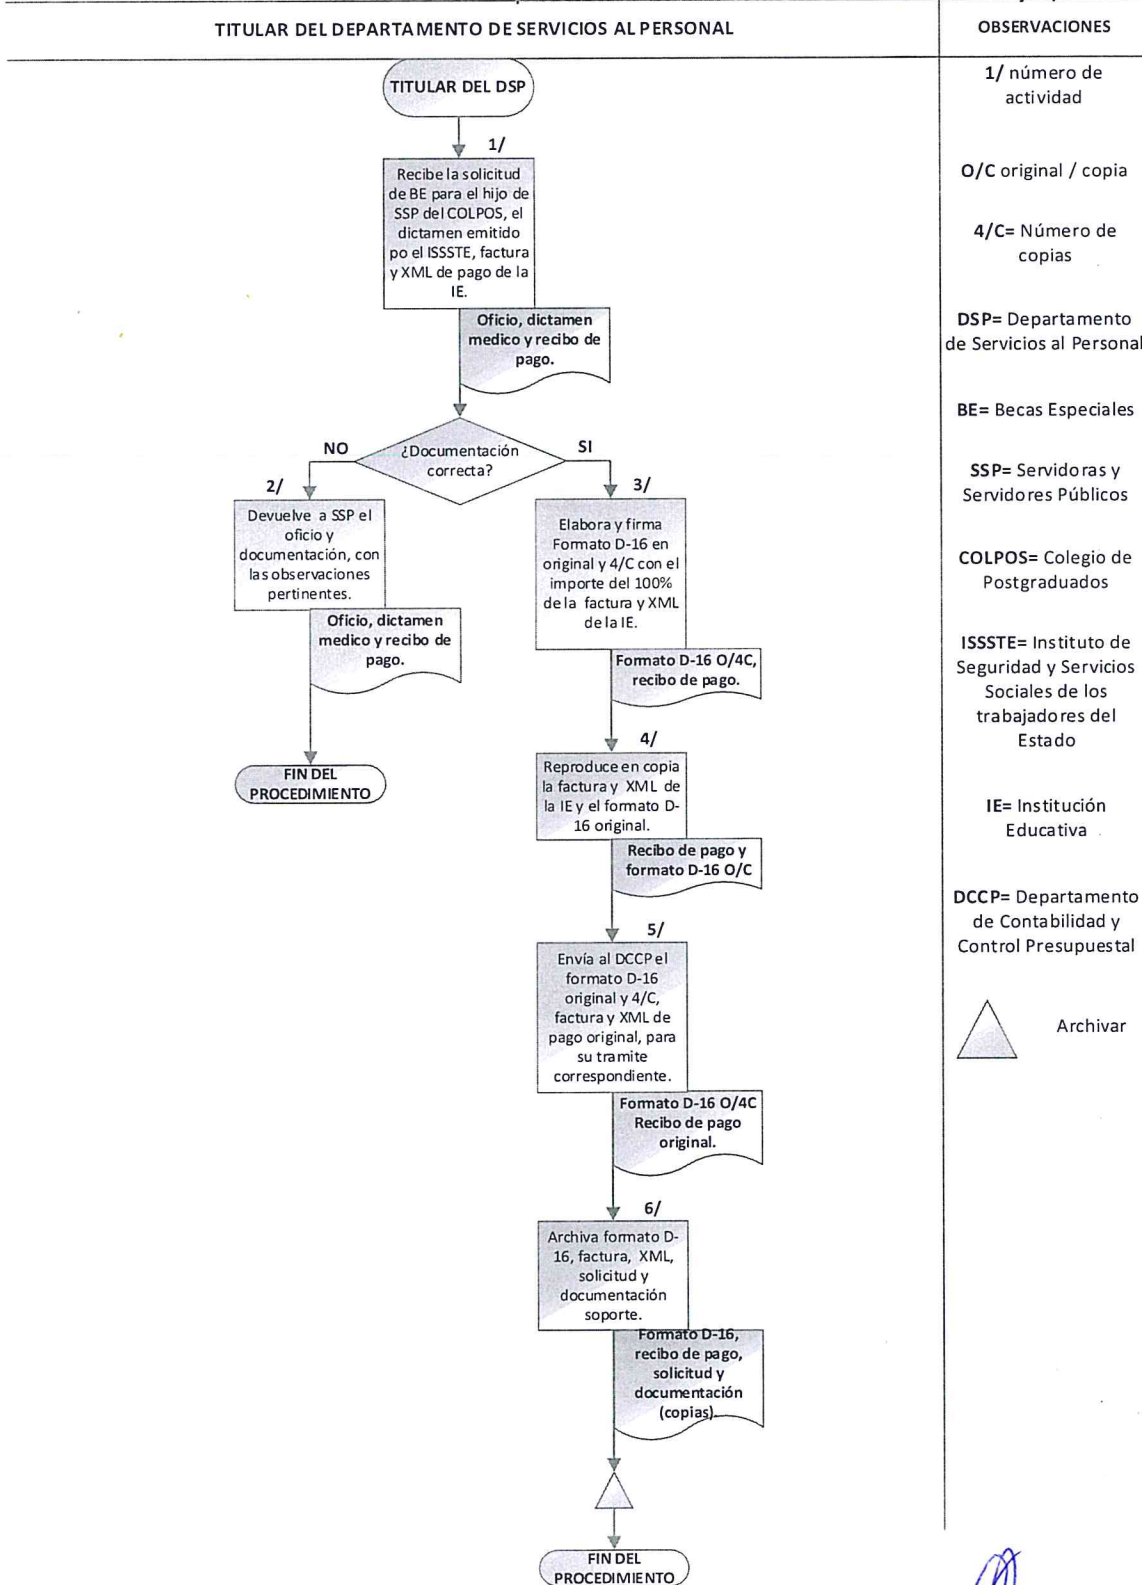 TITULAR DEL DEPARTAMENTO DE SERVICIOS AL PERSONAL
OBSERVACIONES
TITULAR DEL DSP
1/
Recibe la solicitud
de BE para el hijo de
SSP del COLPOS, el
dictamen emitido
po el ISSSTE, factura
y XML de pago de la
IE.
Oficio, dictamen
medico y recibo de
pago.
¿Documentación
correcta?
NO
SI
2/
Devuelve a SSP el
oficio y
documentación, con
las observaciones
pertinentes.
Oficio, dictamen
medico y recibo de
pago.
FIN DEL
PROCEDIMIENTO
3/
Elabora y firma
Formato D-16 en
original y 4/C con el
importe del 100%
de la factura y XML
de la IE.
Formato D-16 O/4C,
recibo de pago.
4/
Reproduce en copia
la factura y XML de
la IE y el formato D-
16 original.
Recibo de pago y
formato D-16 O/C
5/
Envía al DCCP el
formato D-16
original y 4/C,
factura y XML de
pago original, para
su tramite
correspondiente.
Formato D-16 O/4C
Recibo de pago
original.
6/
Archiva formato D-
16, factura, XML,
solicitud y
documentación
soporte.
Formato D-16,
recibo de pago,
solicitud y
documentación
(copias).
FIN DEL
PROCEDIMIENTO
1/ número de
actividad
O/C original / copia
4/C= Número de
copias
DSP= Departamento
de Servicios al Personal
BE= Becas Especiales
SSP= Servidoras y
Servidores Públicos
COLPOS= Colegio de
Postgraduados
ISSSTE= Instituto de
Seguridad y Servicios
Sociales de los
trabajadores del
Estado
IE= Institución
Educativa
DCCP= Departamento
de Contabilidad y
Control Presupuestal
Archivar